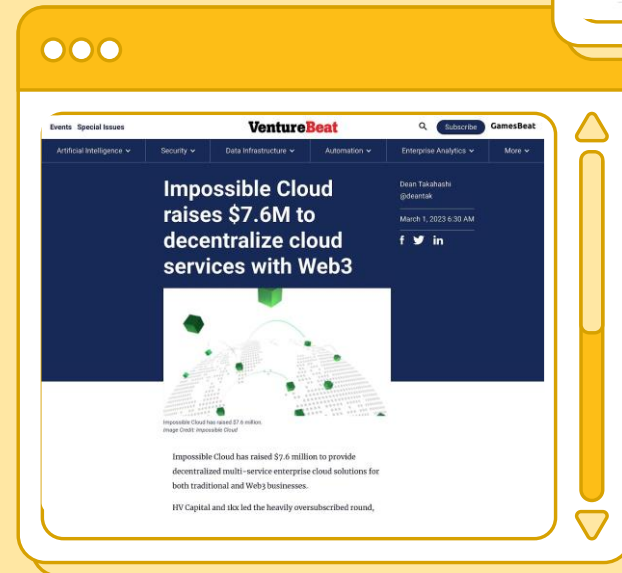 Events Special Issues
VentureBeat
Subscribe
GamesBeat
Artificial Intelligence
Security
Data Infrastructure
Automation
Enterprise Analytics
More
Impossible Cloud
raises $7.6M to
decentralize cloud
services with Web3
Dean Takahashi
@deantak
March 1, 2023 6:30 AM
f in
Impossible Cloud has raised $7.6 million.
Image Credit: Impossible Cloud
Impossible Cloud has raised $7.6 million to provide
decentralized multi-service enterprise cloud solutions for
both traditional and Web3 businesses.
HV Capital and 1kx led the heavily oversubscribed round,